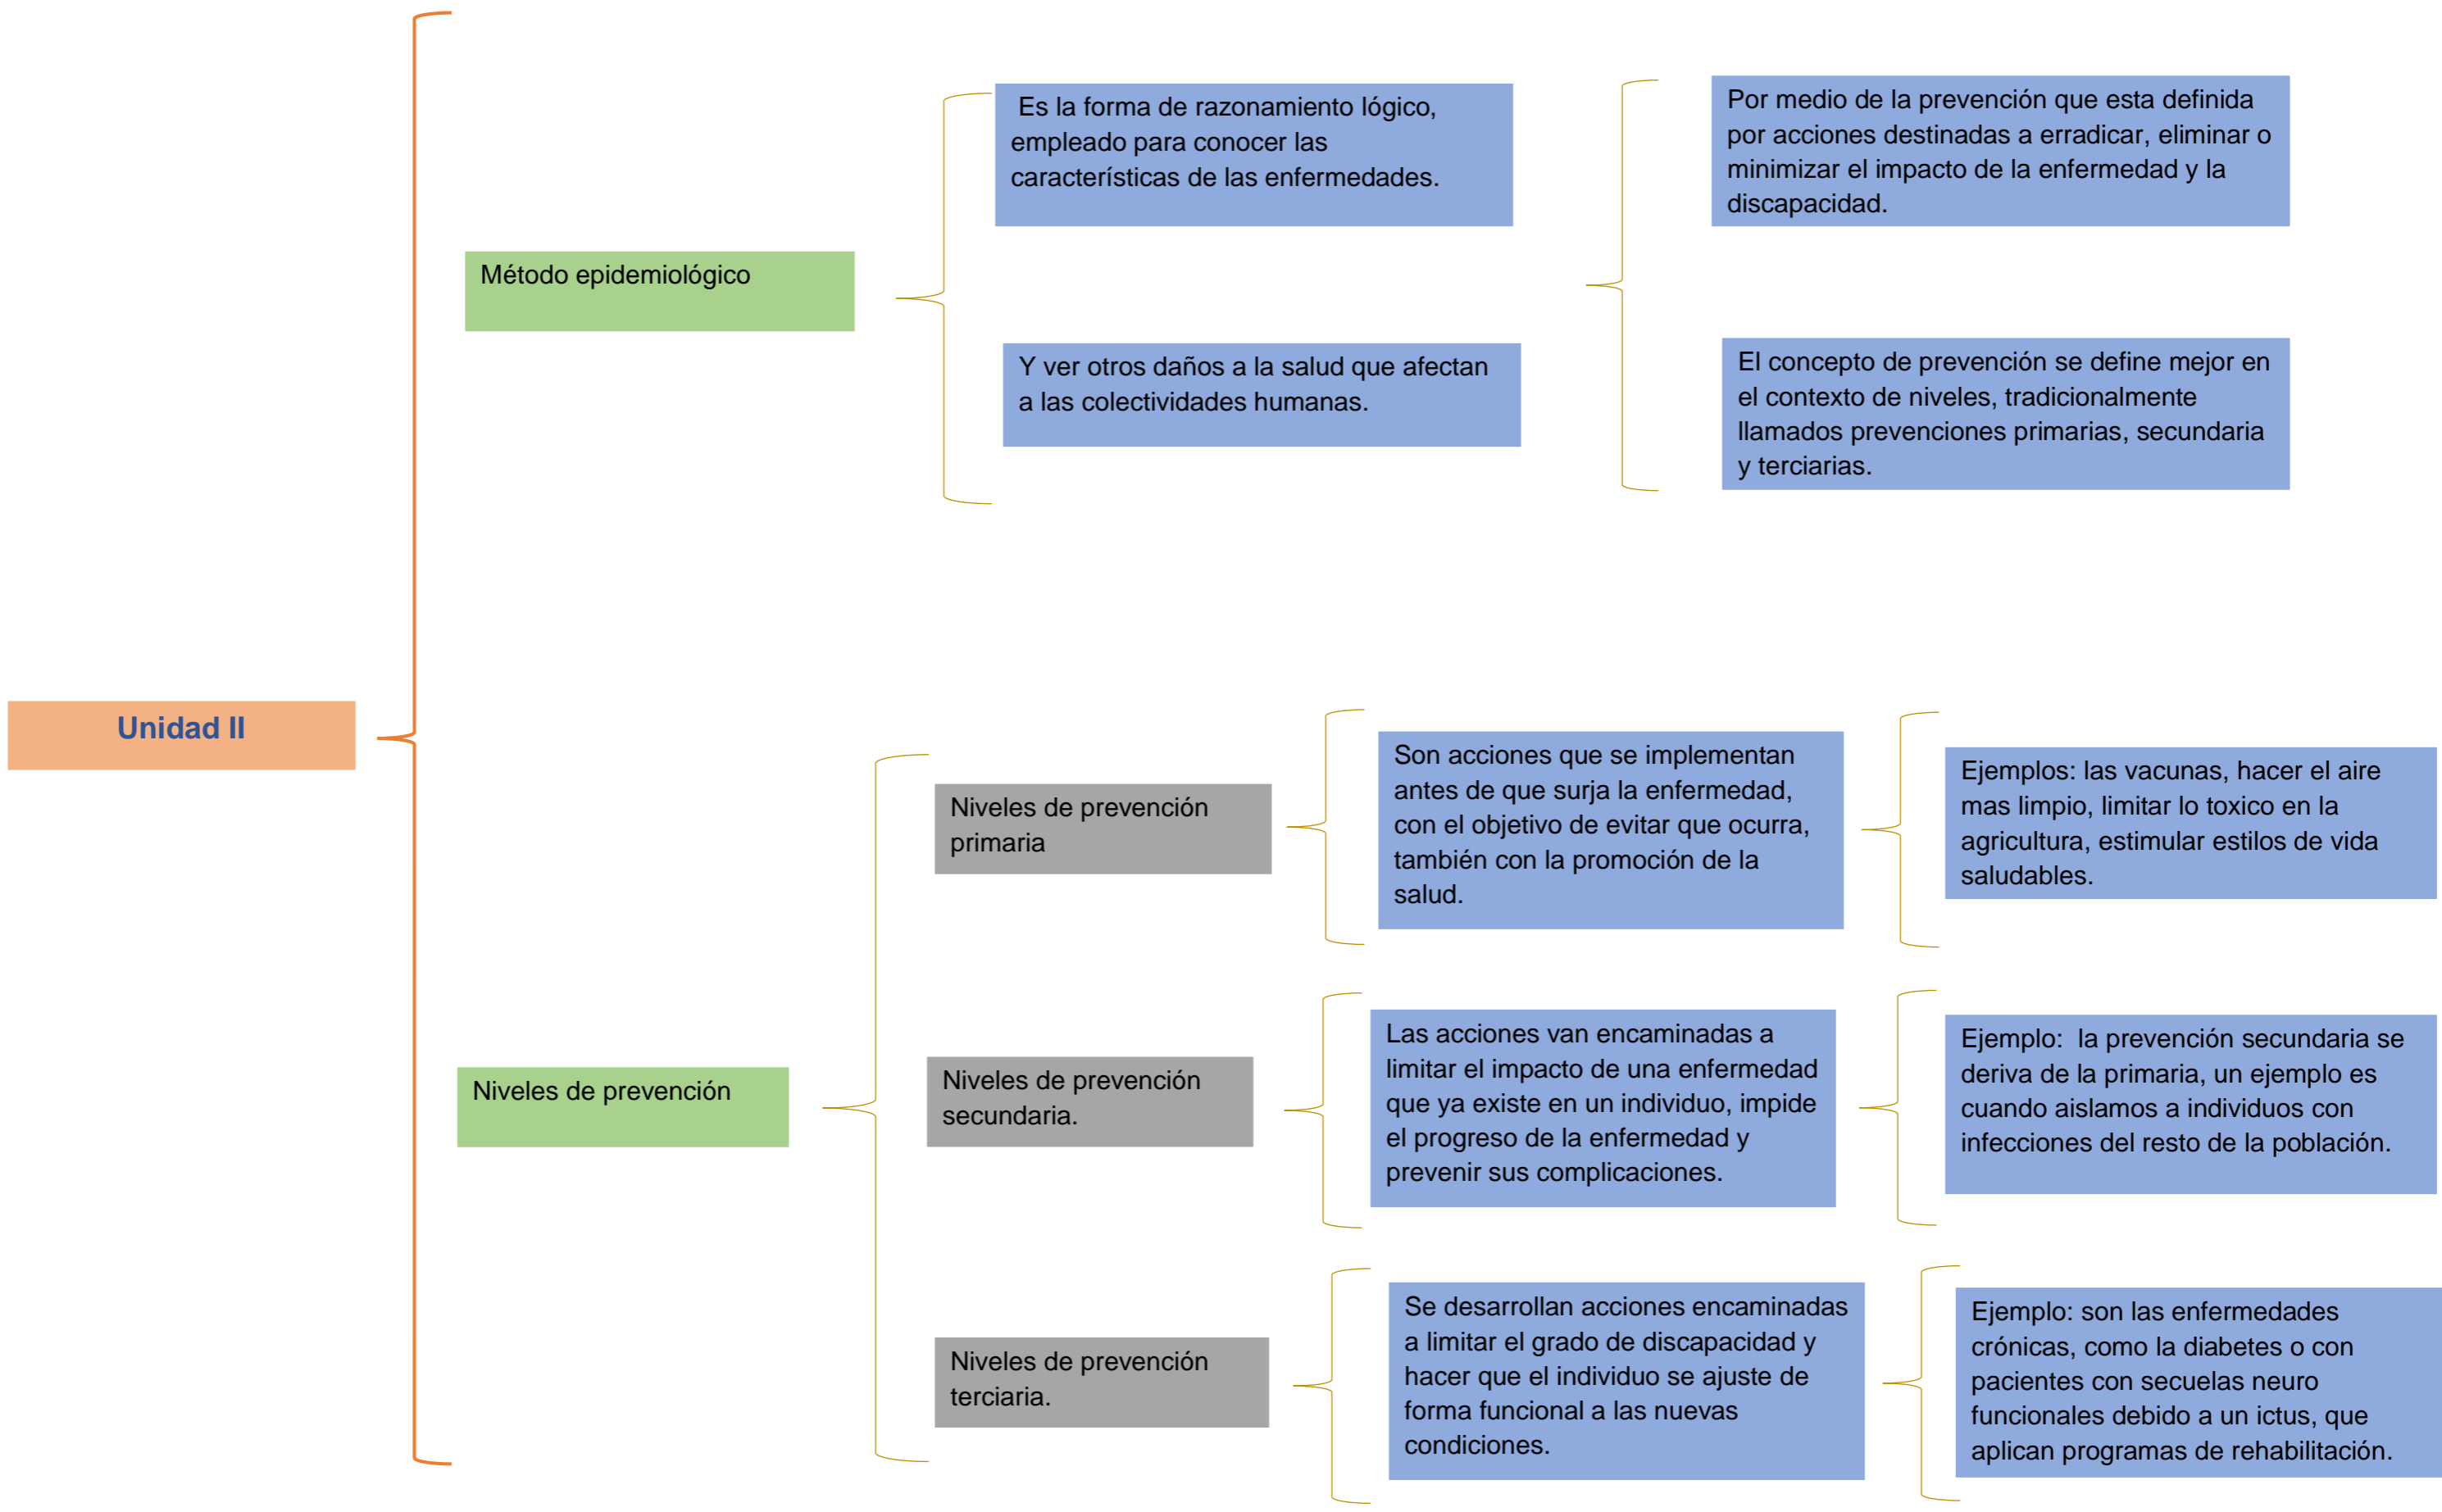 Unidad II
Método epidemiológico
Es la forma de razonamiento lógico,
empleado para conocer las
características de las enfermedades.
Y ver otros daños a la salud que afectan
a las colectividades humanas.
Por medio de la prevención que esta definida
por acciones destinadas a erradicar, eliminar o
minimizar el impacto de la enfermedad y la
discapacidad.
El concepto de prevención se define mejor en
el contexto de niveles, tradicionalmente
llamados prevenciones primarias, secundaria
y terciarias.
Niveles de prevención
Niveles de prevención
primaria
Son acciones que se implementan
antes de que surja la enfermedad,
con el objetivo de evitar que ocurra,
también con la promoción de la
salud.
Ejemplos: las vacunas, hacer el aire
mas limpio, limitar lo toxico en la
agricultura, estimular estilos de vida
saludables.
Niveles de prevención
secundaria.
Las acciones van encaminadas a
limitar el impacto de una enfermedad
que ya existe en un individuo, impide
el progreso de la enfermedad y
prevenir sus complicaciones.
Ejemplo:  la prevención secundaria se
deriva de la primaria, un ejemplo es
cuando aislamos a individuos con
infecciones del resto de la población.
Niveles de prevención
terciaria.
Se desarrollan acciones encaminadas
a limitar el grado de discapacidad y
hacer que el individuo se ajuste de
forma funcional a las nuevas
condiciones.
Ejemplo: son las enfermedades
crónicas, como la diabetes o con
pacientes con secuelas neuro
funcionales debido a un ictus, que
aplican programas de rehabilitación.